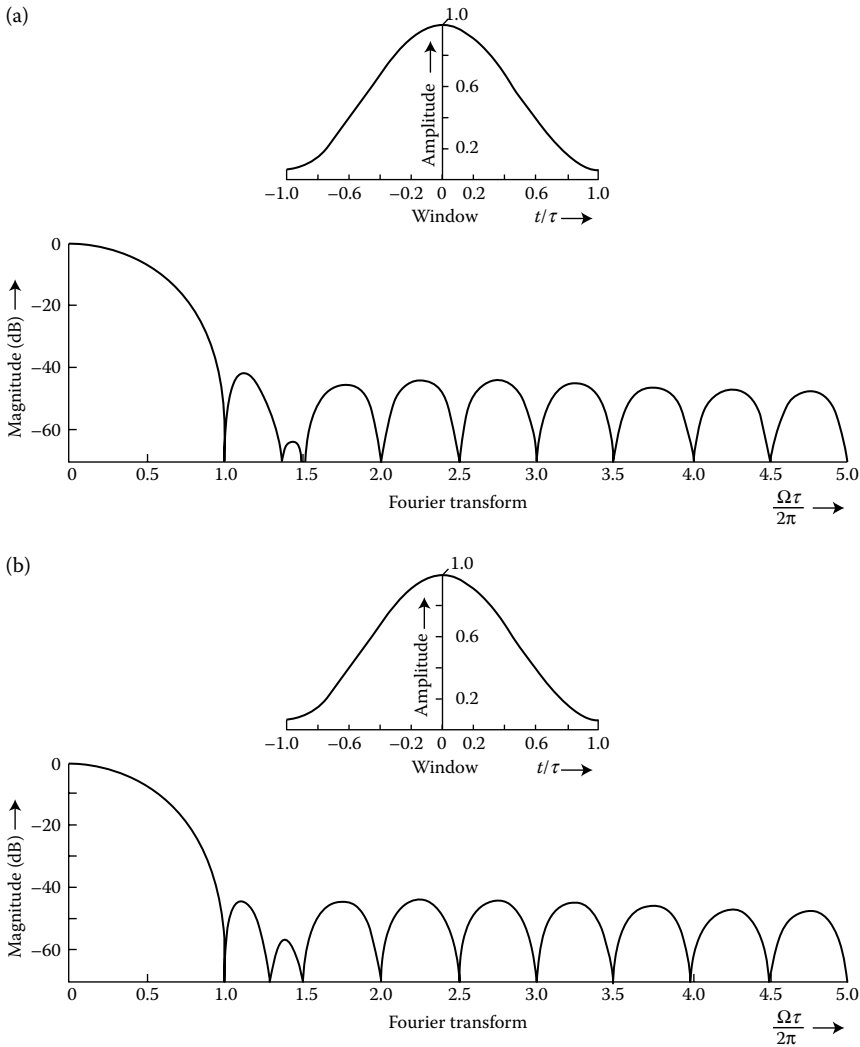 (a)
1.0
Amplitude
0.6
0.2
−1.0 −0.6 −0.2 0 0.2 0.6 1.0
Window t/τ
Magnitude (dB)
0
−20
−40
−60
0 0.5 1.0 1.5 2.0 2.5 3.0 3.5 4.0 4.5 5.0
Fourier transform Ωτ/2π
(b)
1.0
Amplitude
0.6
0.2
−1.0 −0.6 −0.2 0 0.2 0.6 1.0
Window t/τ
Magnitude (dB)
0
−20
−40
−60
0 0.5 1.0 1.5 2.0 2.5 3.0 3.5 4.0 4.5 5.0
Fourier transform Ωτ/2π